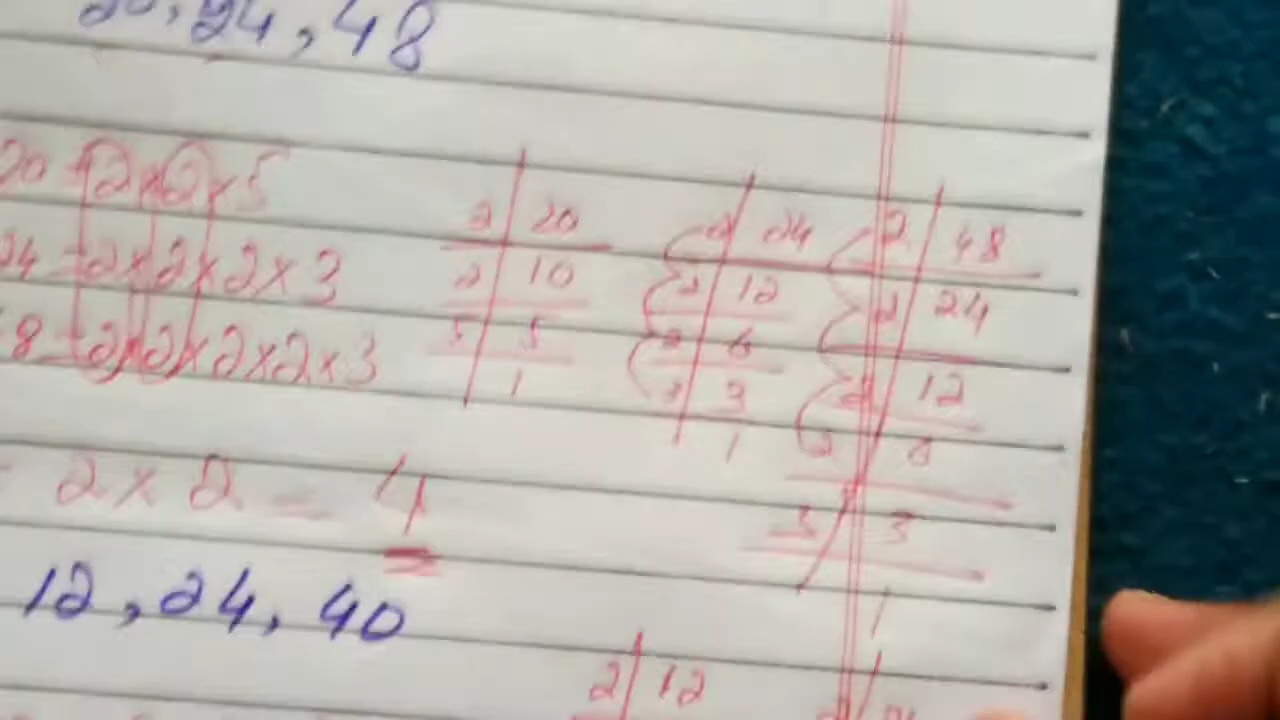 20, 24, 48
20 = 2 × 2 × 5
24 = 2 × 2 × 2 × 3
48 = 2 × 2 × 2 × 2 × 3
2 | 20
2 | 10
5 | 5
1
2 | 24
2 | 12
2 | 6
3 | 3
1
2 | 48
2 | 24
2 | 12
2 | 6
3 | 3
1
2 × 2 = 4
12, 24, 40
2 | 12